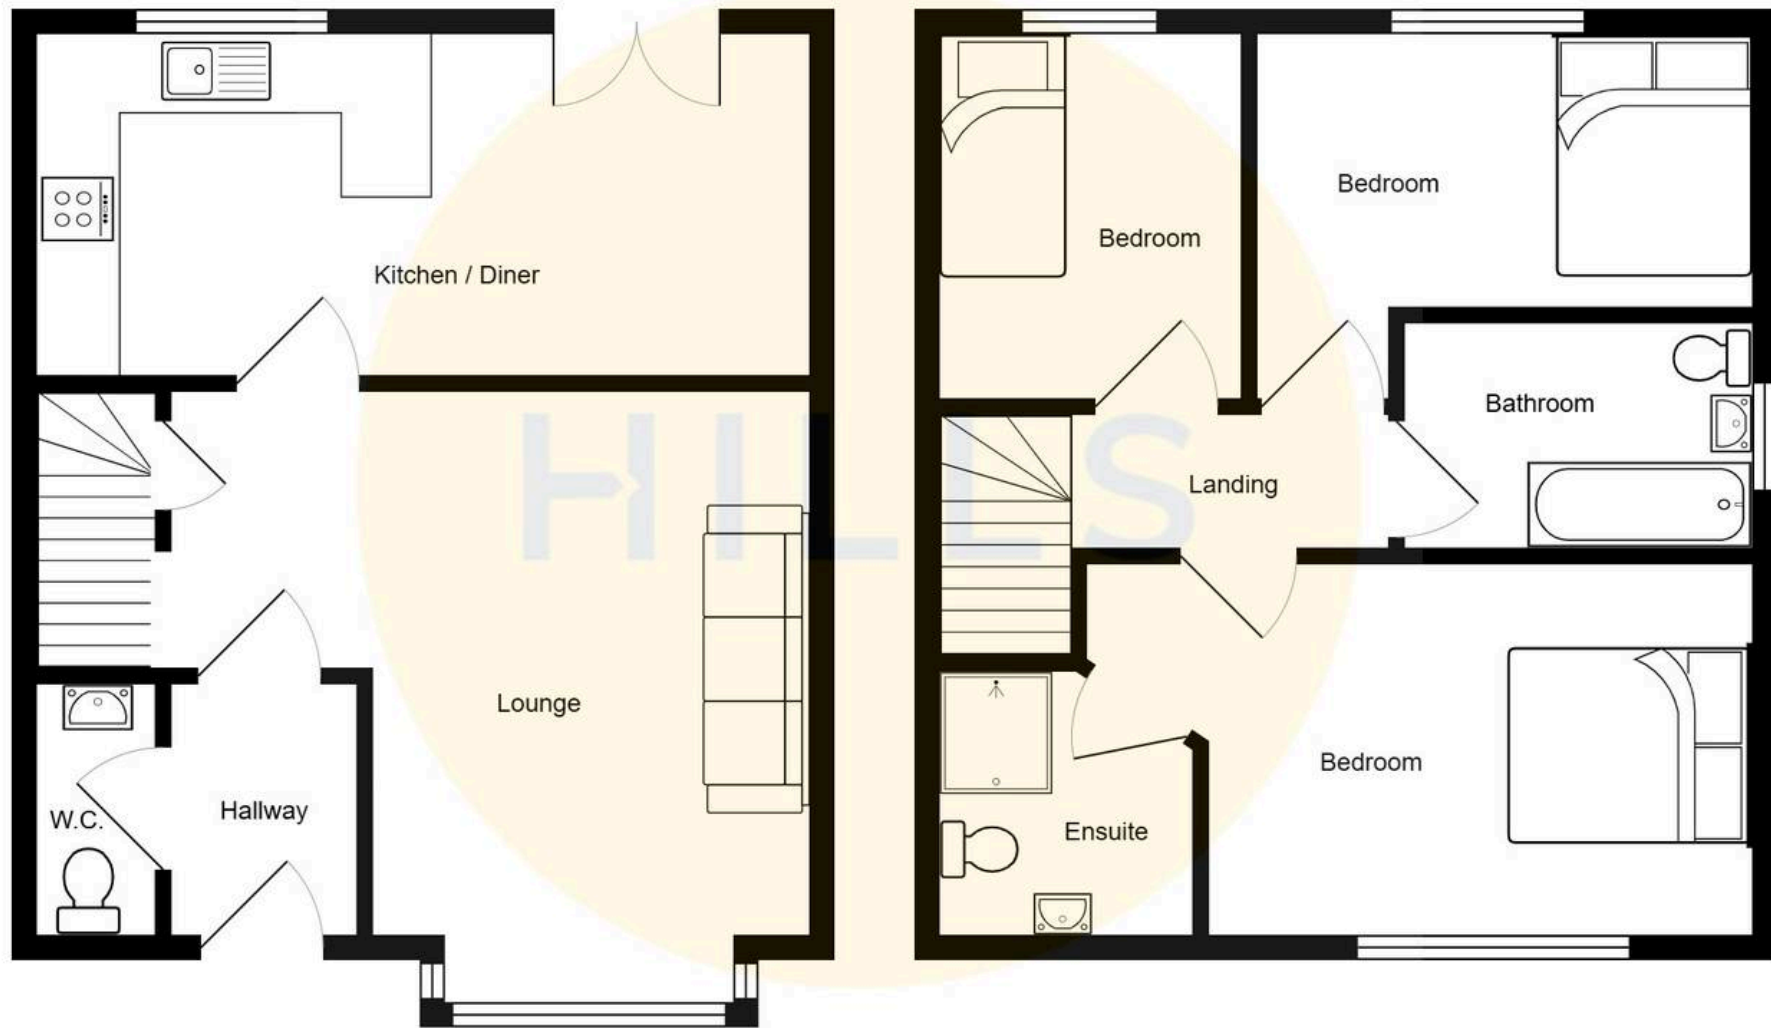 Kitchen / Diner
Lounge
Hallway
W.C.
Bedroom
Bedroom
Bathroom
Landing
Bedroom
Ensuite
HILLS